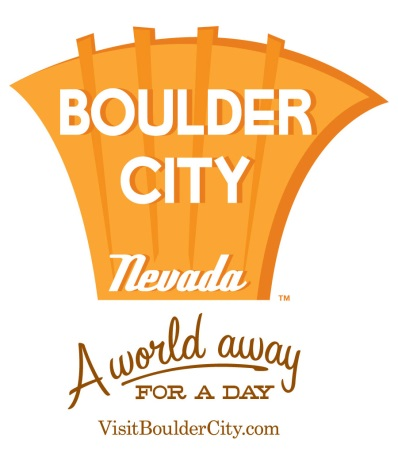 BOULDER
CITY
Nevada
™
A world away
FOR A DAY
VisitBoulderCity.com